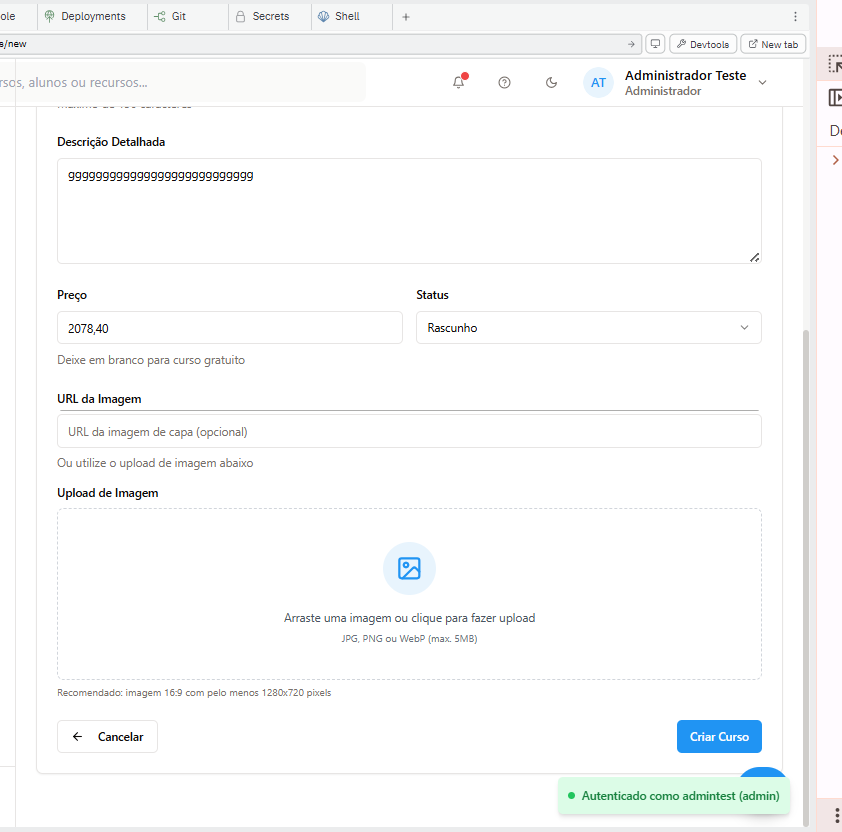 ole
Deployments
Git
Secrets
Shell
s/new
Devtools
New tab
rsos, alunos ou recursos...
AT
Administrador Teste
Administrador
Descrição Detalhada
ggggggggggggggggggggggggggg
Preço
Status
2078,40
Rascunho
Deixe em branco para curso gratuito
URL da Imagem
URL da imagem de capa (opcional)
Ou utilize o upload de imagem abaixo
Upload de Imagem
Arraste uma imagem ou clique para fazer upload
JPG, PNG ou WebP (max. 5MB)
Recomendado: imagem 16:9 com pelo menos 1280x720 pixels
Cancelar
Criar Curso
Autenticado como admintest (admin)